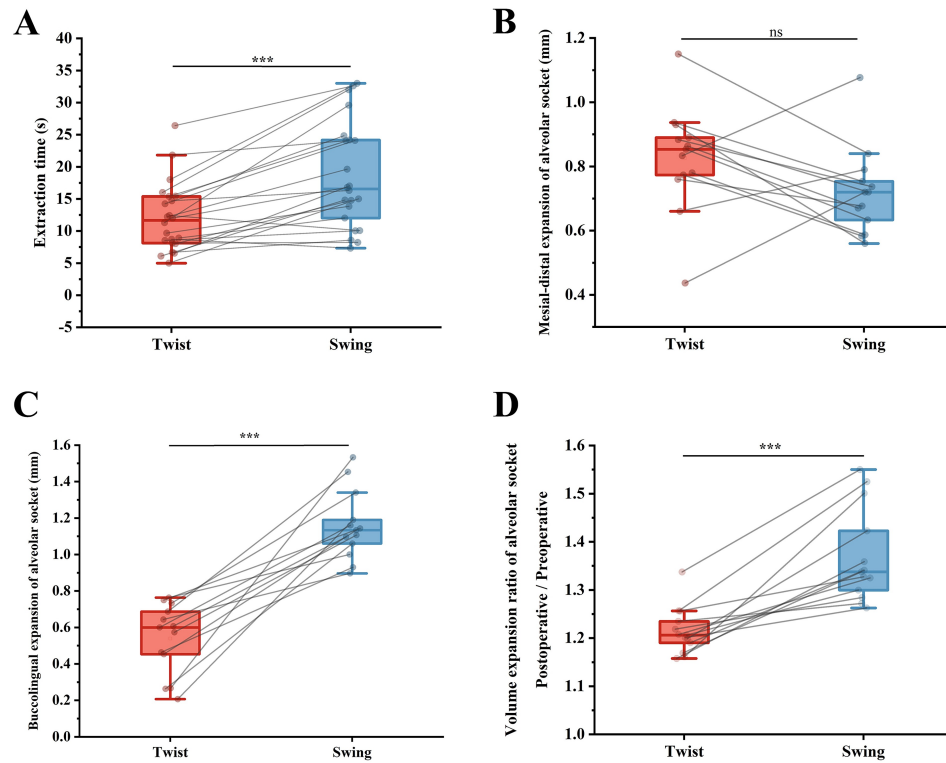 A
Extraction time (s)
40
35
30
25
20
15
10
5
0
-5
***
Twist
Swing
B
Mesial-distal expansion of alveolar socket (mm)
1.2
1.0
0.8
0.6
0.4
ns
Twist
Swing
C
Buccolingual expansion of alveolar socket (mm)
1.6
1.4
1.2
1.0
0.8
0.6
0.4
0.2
0.0
***
Twist
Swing
D
Volume expansion ratio of alveolar socket
Postoperative / Preoperative
1.6
1.5
1.4
1.3
1.2
1.1
1.0
***
Twist
Swing